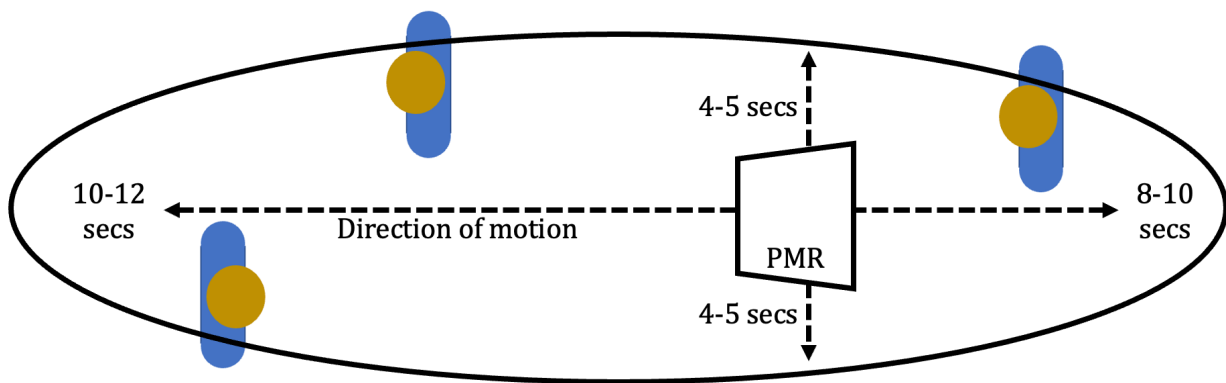 4-5 secs
10-12
secs
8-10
secs
Direction of motion
PMR
4-5 secs